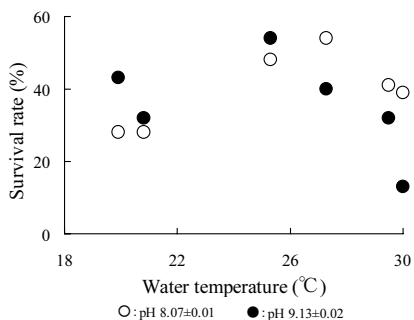 60
40
20
0
Survival rate (%)
18 22 26 30
Water temperature (℃)
○ : pH 8.07±0.01 ● : pH 9.13±0.02